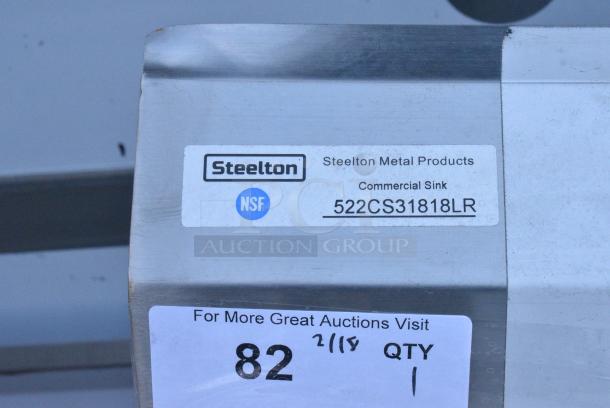 Steelton
Steelton Metal Products
Commercial Sink
NSF
522CS31818LR
PCi
AUCTION GROUP
For More Great Auctions Visit
82
2/18
QTY
1